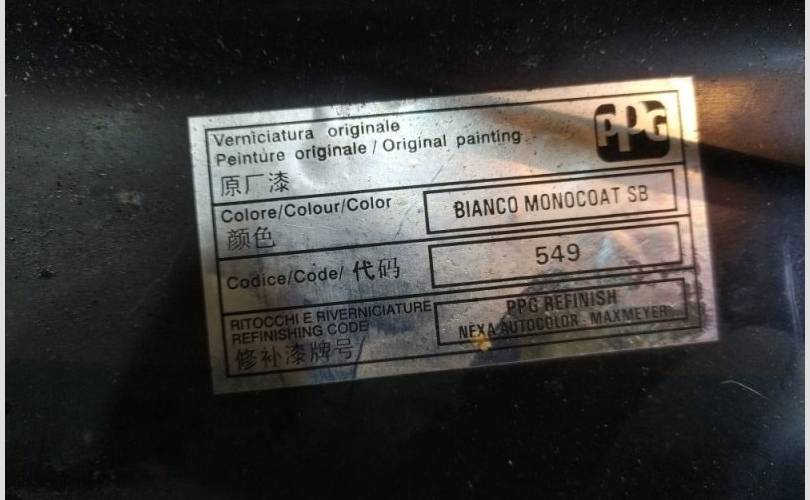 Verniciatura originale
Peinture originale / Original painting
PPG
原厂漆
Colore/Colour/Color
BIANCO MONOCOAT SB
颜色
Codice/Code/ 代码
549
RITOCCHI E RIVERNICIATURE
REFINISHING CODE
修补漆牌号
PPG REFINISH
NEXA AUTOCOLOR - MAXMEYER